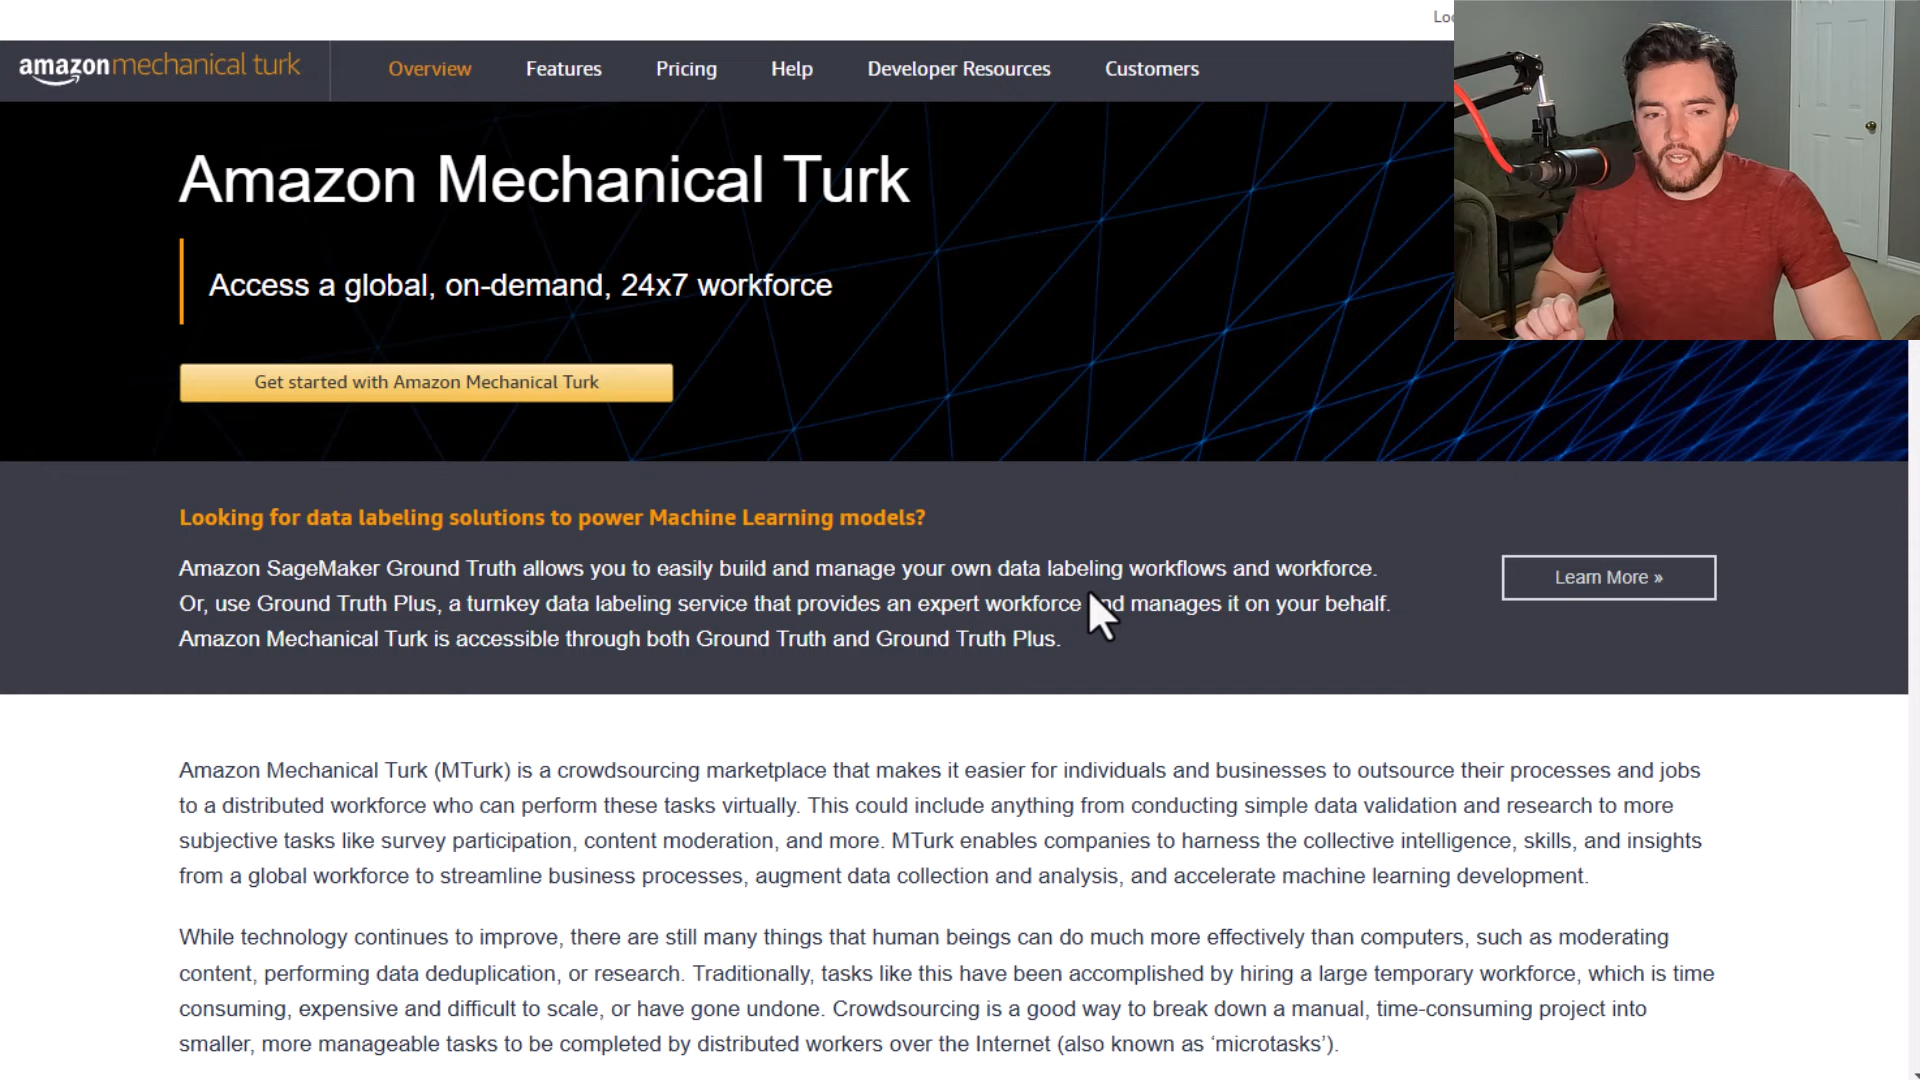 amazon mechanical turk
Overview
Features
Pricing
Help
Developer Resources
Customers
Amazon Mechanical Turk
Access a global, on-demand, 24x7 workforce
Get started with Amazon Mechanical Turk
Looking for data labeling solutions to power Machine Learning models?
Amazon SageMaker Ground Truth allows you to easily build and manage your own data labeling workflows and workforce.
Or, use Ground Truth Plus, a turnkey data labeling service that provides an expert workforce and manages it on your behalf.
Amazon Mechanical Turk is accessible through both Ground Truth and Ground Truth Plus.
Learn More »
Amazon Mechanical Turk (MTurk) is a crowdsourcing marketplace that makes it easier for individuals and businesses to outsource their processes and jobs
to a distributed workforce who can perform these tasks virtually. This could include anything from conducting simple data validation and research to more
subjective tasks like survey participation, content moderation, and more. MTurk enables companies to harness the collective intelligence, skills, and insights
from a global workforce to streamline business processes, augment data collection and analysis, and accelerate machine learning development.
While technology continues to improve, there are still many things that human beings can do much more effectively than computers, such as moderating
content, performing data deduplication, or research. Traditionally, tasks like this have been accomplished by hiring a large temporary workforce, which is time
consuming, expensive and difficult to scale, or have gone undone. Crowdsourcing is a good way to break down a manual, time-consuming project into
smaller, more manageable tasks to be completed by distributed workers over the Internet (also known as ‘microtasks’).